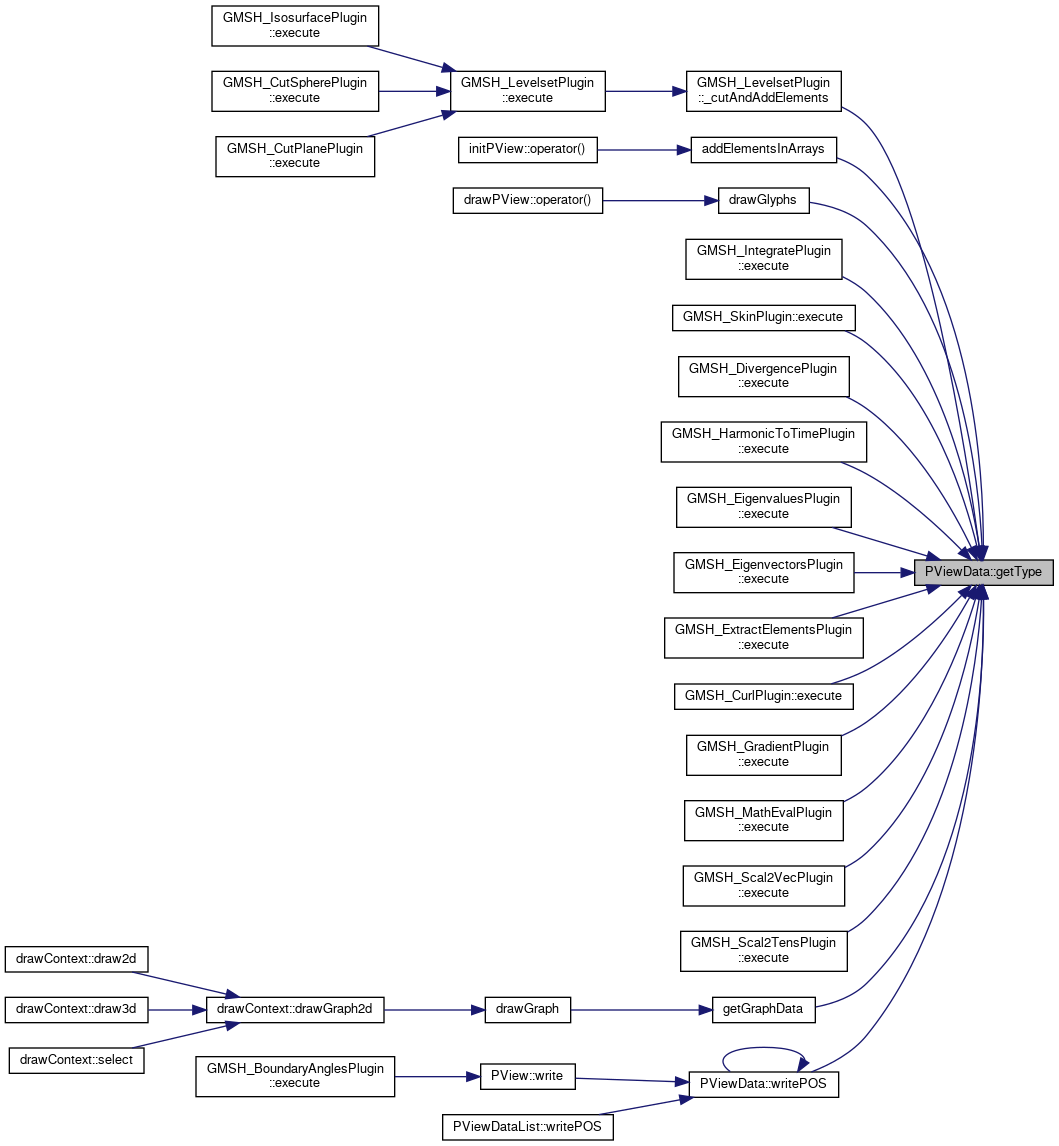 GMSH_IsosurfacePlugin
::execute
GMSH_CutSpherePlugin
::execute
GMSH_LevelsetPlugin
::execute
GMSH_LevelsetPlugin
::_cutAndAddElements
GMSH_CutPlanePlugin
::execute
initPView::operator()
addElementsInArrays
drawPView::operator()
drawGlyphs
GMSH_IntegratePlugin
::execute
GMSH_SkinPlugin::execute
GMSH_DivergencePlugin
::execute
GMSH_HarmonicToTimePlugin
::execute
GMSH_EigenvaluesPlugin
::execute
GMSH_EigenvectorsPlugin
::execute
PViewData::getType
GMSH_ExtractElementsPlugin
::execute
GMSH_CurlPlugin::execute
GMSH_GradientPlugin
::execute
GMSH_MathEvalPlugin
::execute
GMSH_Scal2VecPlugin
::execute
GMSH_Scal2TensPlugin
::execute
drawContext::draw2d
drawContext::draw3d
drawContext::drawGraph2d
drawGraph
getGraphData
drawContext::select
GMSH_BoundaryAnglesPlugin
::execute
PView::write
PViewData::writePOS
PViewDataList::writePOS